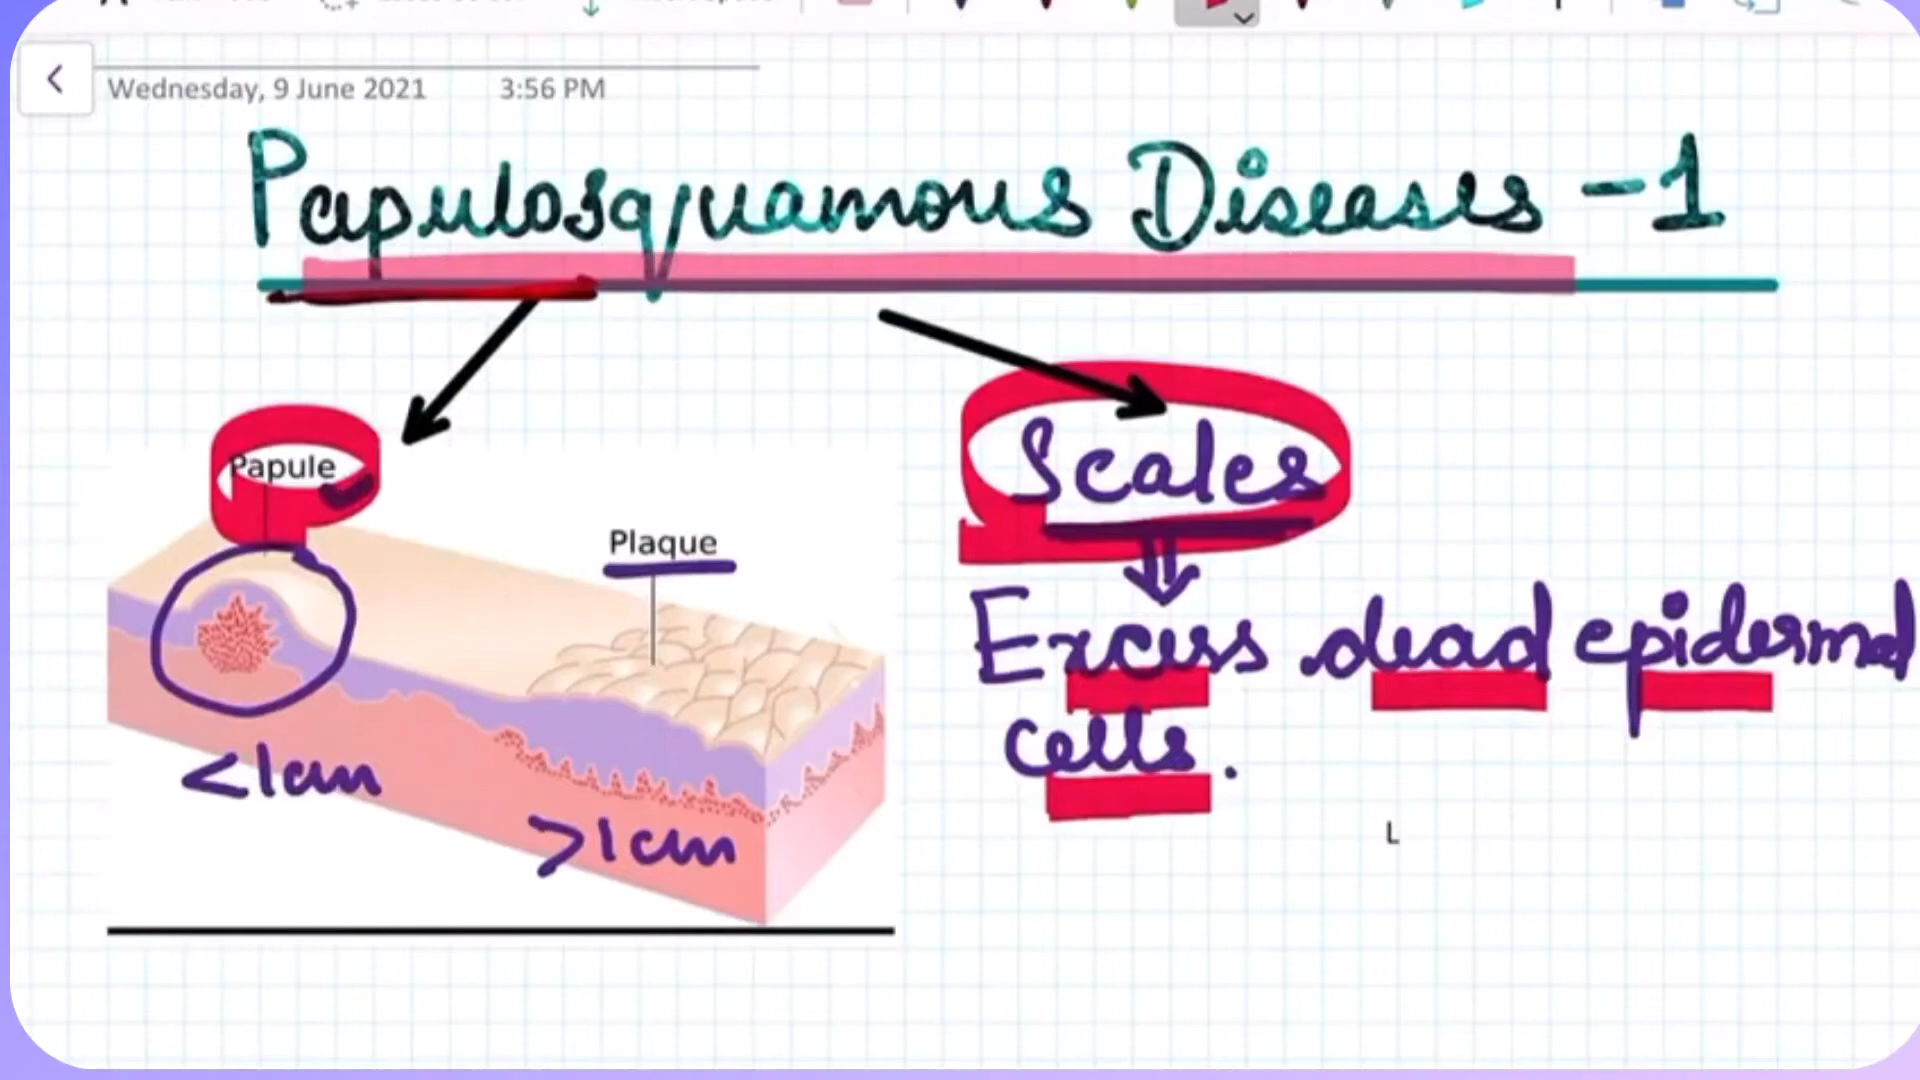 Wednesday, 9 June 2021 3:56 PM
Papulosquamous Diseases -1
Papule
Scales
Plaque
Excess dead epidermal
cells.
<1cm
>1cm